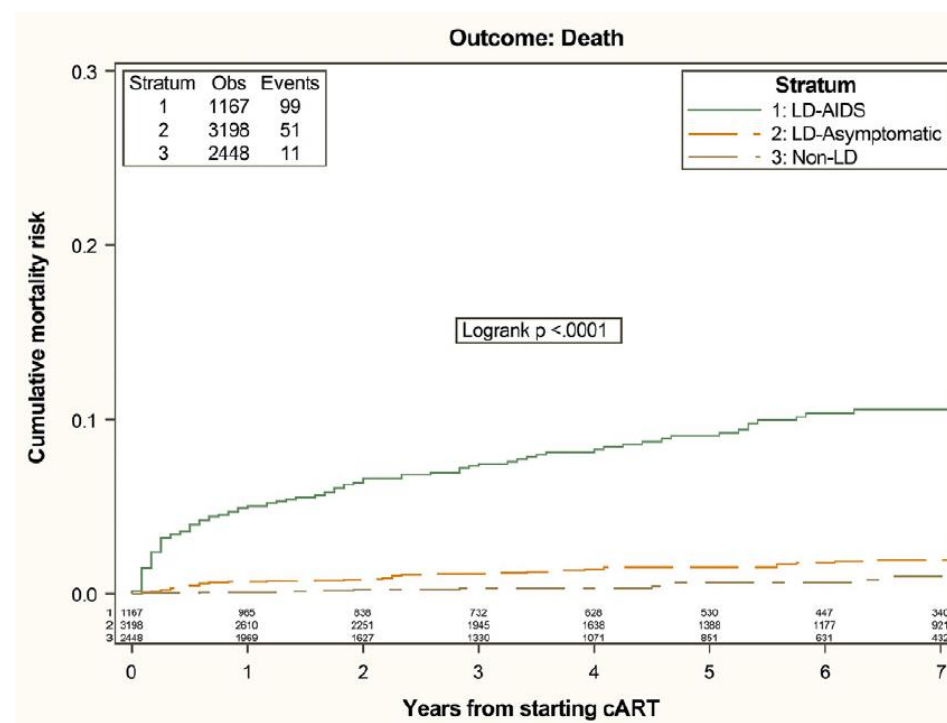 Outcome: Death
0.3
0.2
0.1
0.0
Cumulative mortality risk
Stratum Obs Events
1 1167 99
2 3198 51
3 2448 11
Stratum
1: LD-AIDS
2: LD-Asymptomatic
3: Non-LD
Logrank p <.0001
1 1167 965 838 732 628 530 447 340
2 3198 2610 2251 1945 1638 1388 1177 921
3 2448 1969 1627 1330 1071 851 631 432
0 1 2 3 4 5 6 7
Years from starting cART